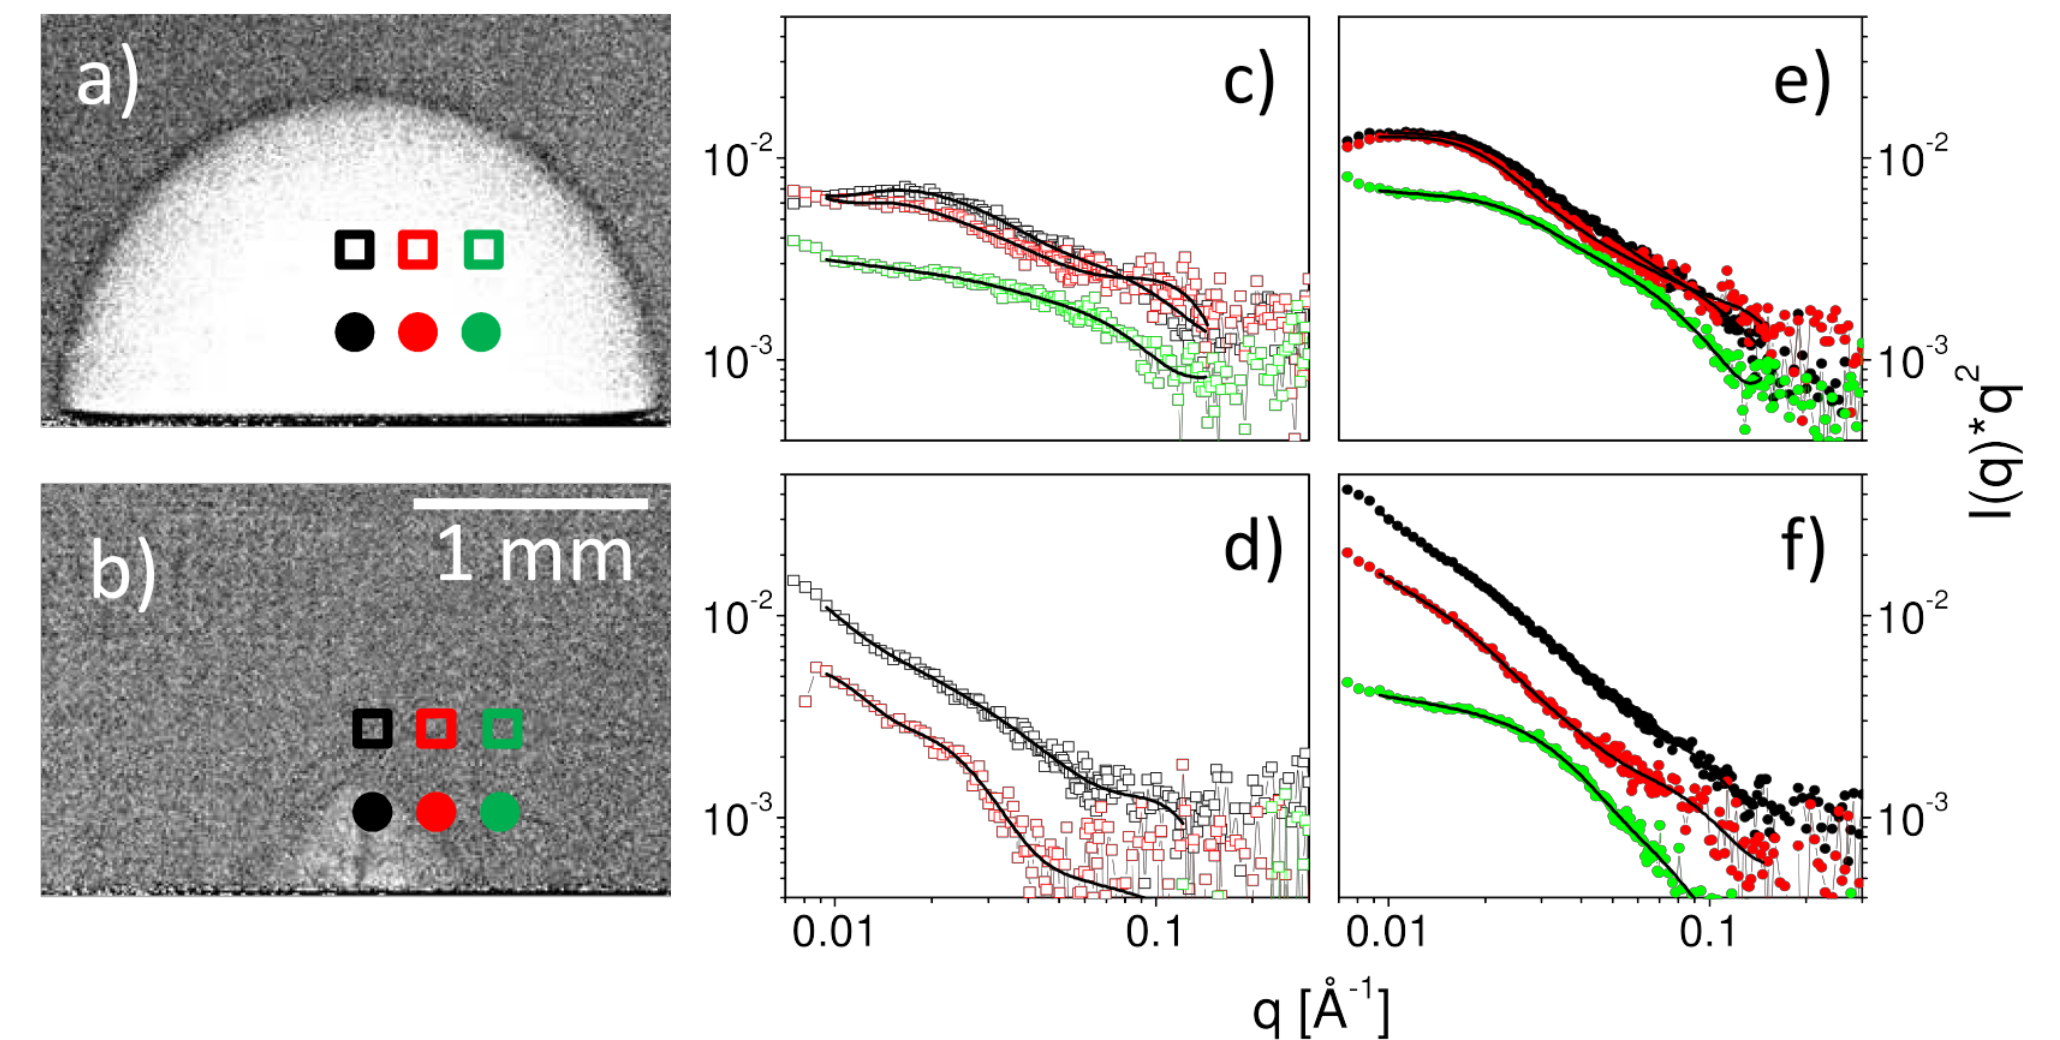 a)
b)
1 mm
c)
e)
10⁻²
10⁻³
10⁻²
10⁻³
d)
f)
10⁻²
10⁻³
10⁻²
10⁻³
0.01
0.1
0.01
0.1
q [Å⁻¹]
I(q)*q²